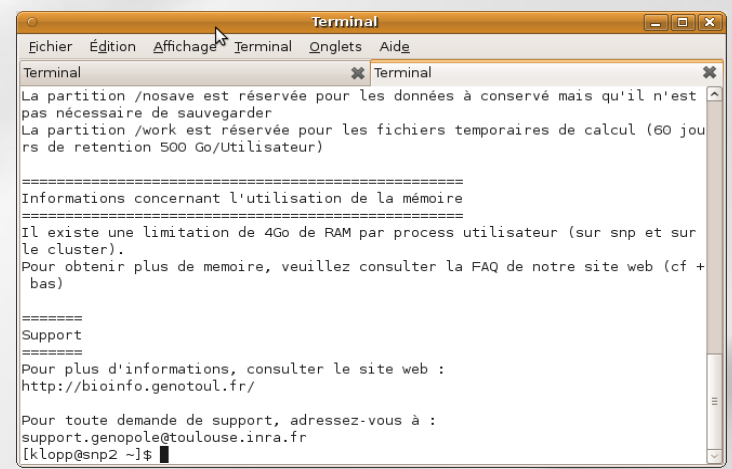 Terminal
Fichier Édition Affichage Terminal Onglets Aide
Terminal Terminal
La partition /nosave est réservée pour les données à conservé mais qu'il n'est
pas nécessaire de sauvegarder
La partition /work est réservée pour les fichiers temporaires de calcul (60 jou
rs de retention 500 Go/Utilisateur)
===================================================
Informations concernant l'utilisation de la mémoire
===================================================
Il existe une limitation de 4Go de RAM par process utilisateur (sur snp et sur
le cluster).
Pour obtenir plus de memoire, veuillez consulter la FAQ de notre site web (cf +
bas)
=======
Support
=======
Pour plus d'informations, consulter le site web :
http://bioinfo.genotoul.fr/
Pour toute demande de support, adressez-vous à :
support.genopole@toulouse.inra.fr
[klopp@snp2 ~]$